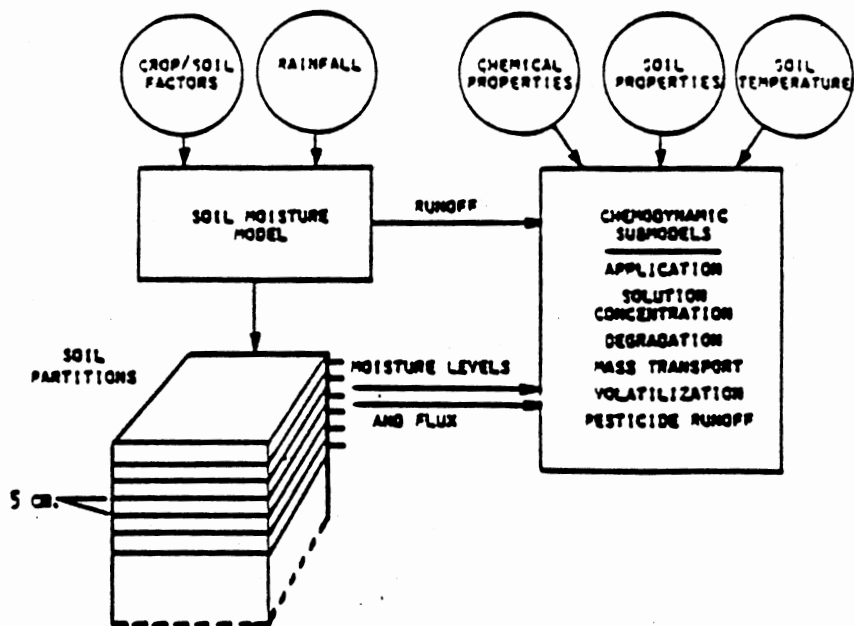 CROP/SOIL
FACTORS
RAINFALL
CHEMICAL
PROPERTIES
SOIL
PROPERTIES
SOIL
TEMPERATURE
SOIL MOISTURE
MODEL
RUNOFF
CHEMODYNAMIC
SUBMODELS
APPLICATION
SOLUTION
CONCENTRATION
DEGRADATION
MASS TRANSPORT
VOLATILIZATION
PESTICIDE RUNOFF
SOIL
PARTITIONS
MOISTURE LEVELS
AND FLUX
5 CM.